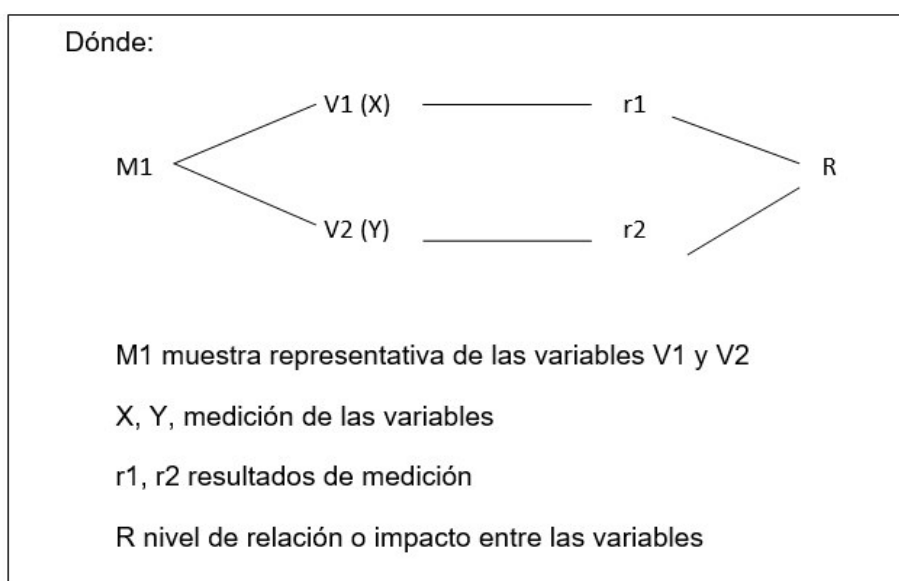 Dónde:
V1 (X) r1
M1 R
V2 (Y) r2
M1 muestra representativa de las variables V1 y V2
X, Y, medición de las variables
r1, r2 resultados de medición
R nivel de relación o impacto entre las variables